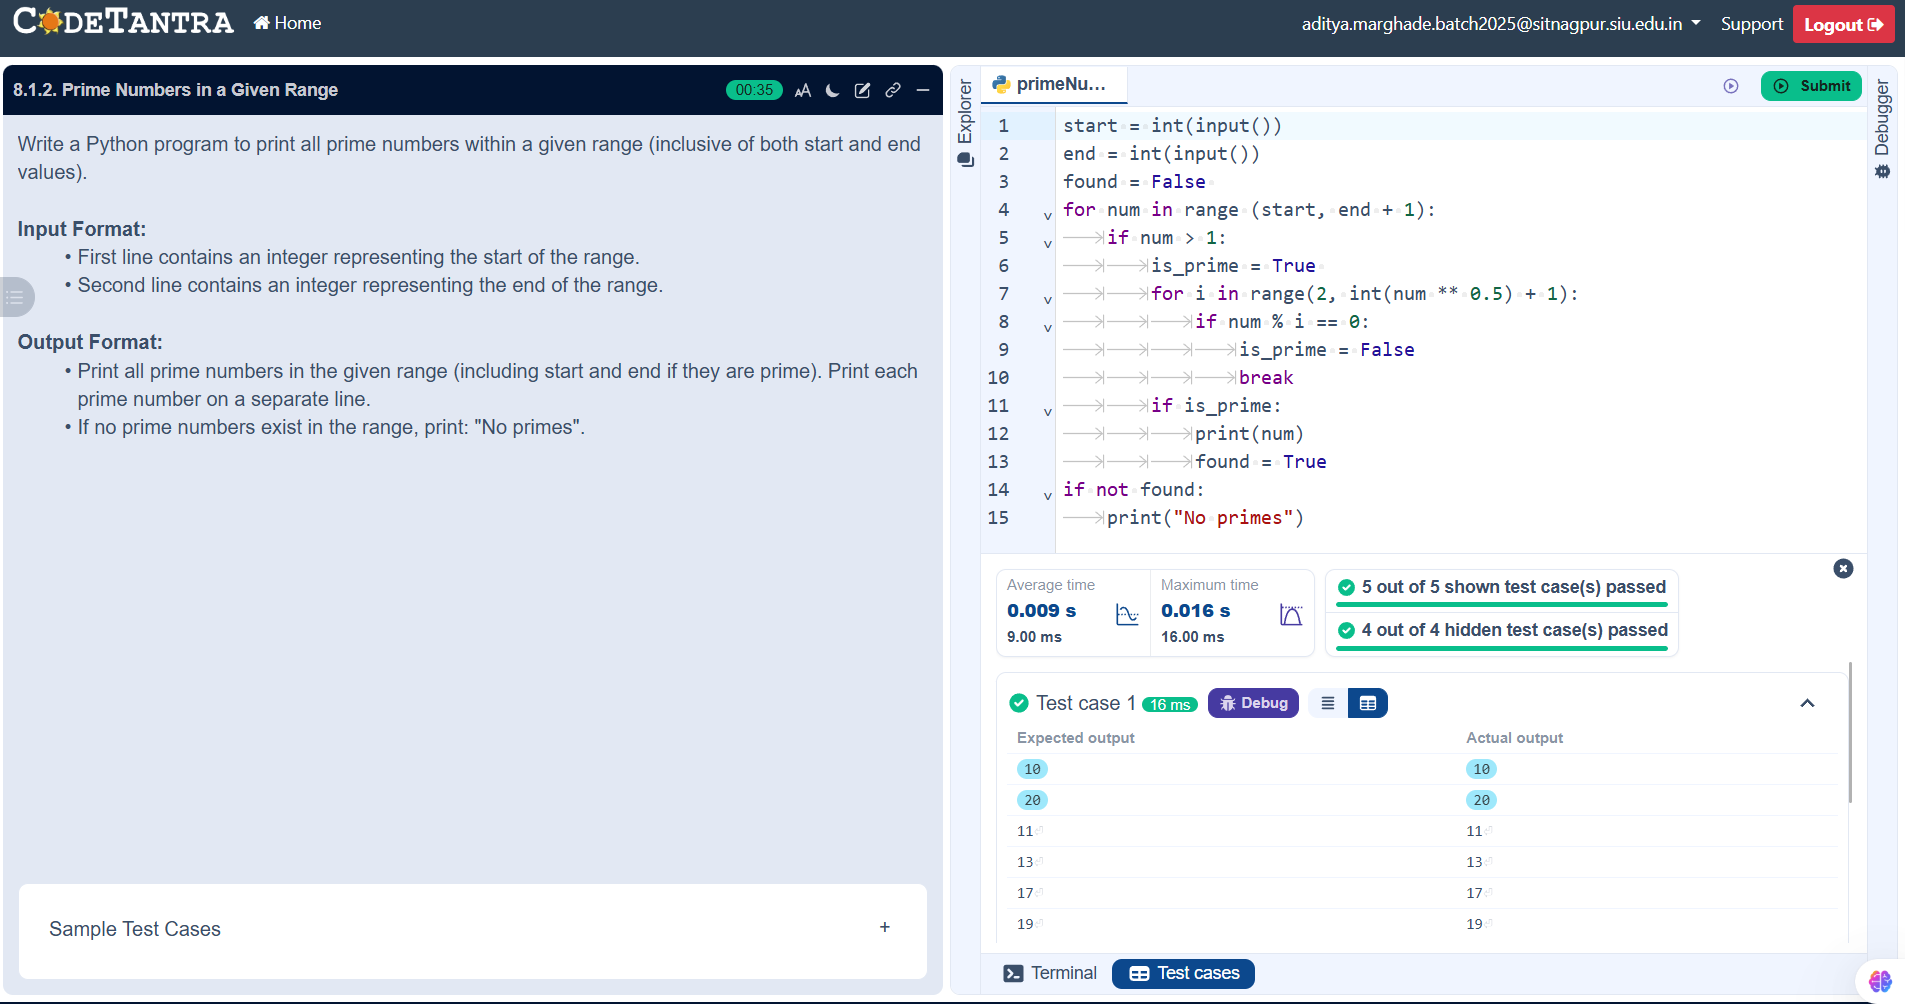 CODETANTRA Home
aditya.marghade.batch2025@sitnagpur.siu.edu.in Support Logout
8.1.2. Prime Numbers in a Given Range 00:35
Write a Python program to print all prime numbers within a given range (inclusive of both start and end
values).
Input Format:
• First line contains an integer representing the start of the range.
• Second line contains an integer representing the end of the range.
Output Format:
• Print all prime numbers in the given range (including start and end if they are prime). Print each
prime number on a separate line.
• If no prime numbers exist in the range, print: "No primes".
Sample Test Cases +
Explorer
primeNu...
Submit
Debugger
1 start = int(input())
2 end = int(input())
3 found = False
4 for num in range (start, end + 1):
5 if num > 1:
6 is_prime = True
7 for i in range(2, int(num ** 0.5) + 1):
8 if num % i == 0:
9 is_prime = False
10 break
11 if is_prime:
12 print(num)
13 found = True
14 if not found:
15 print("No primes")
Average time
0.009 s
9.00 ms
Maximum time
0.016 s
16.00 ms
5 out of 5 shown test case(s) passed
4 out of 4 hidden test case(s) passed
Test case 1 16 ms Debug
Expected output Actual output
10 10
20 20
11 11
13 13
17 17
19 19
Terminal Test cases